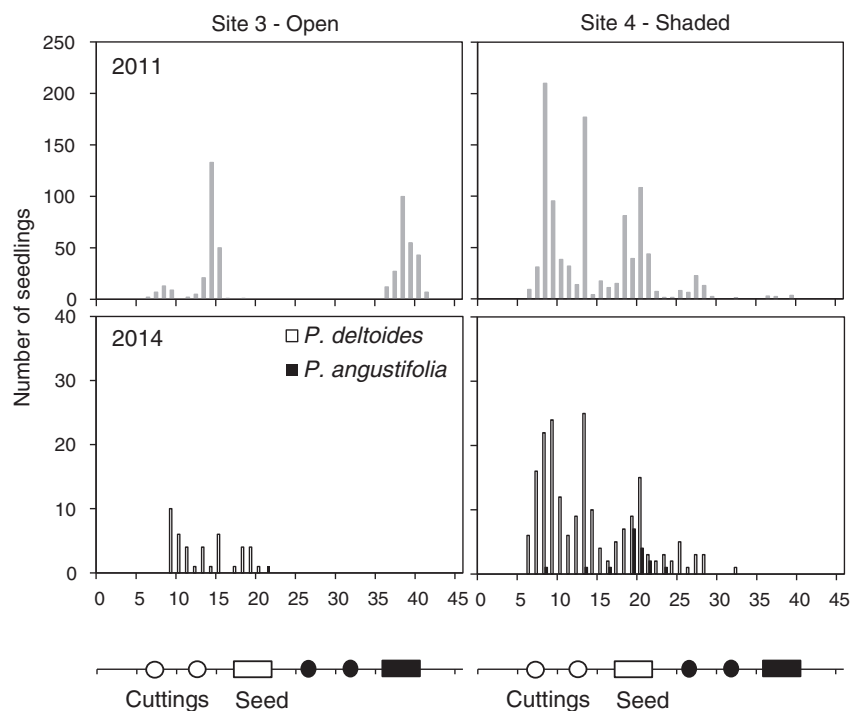 Site 3 - Open
Site 4 - Shaded
Number of seedlings
250
200
150
100
50
0
2011
40
30
20
10
0
2014
P. deltoides
P. angustifolia
0 5 10 15 20 25 30 35 40 45
0 5 10 15 20 25 30 35 40 45
Cuttings Seed
Cuttings Seed